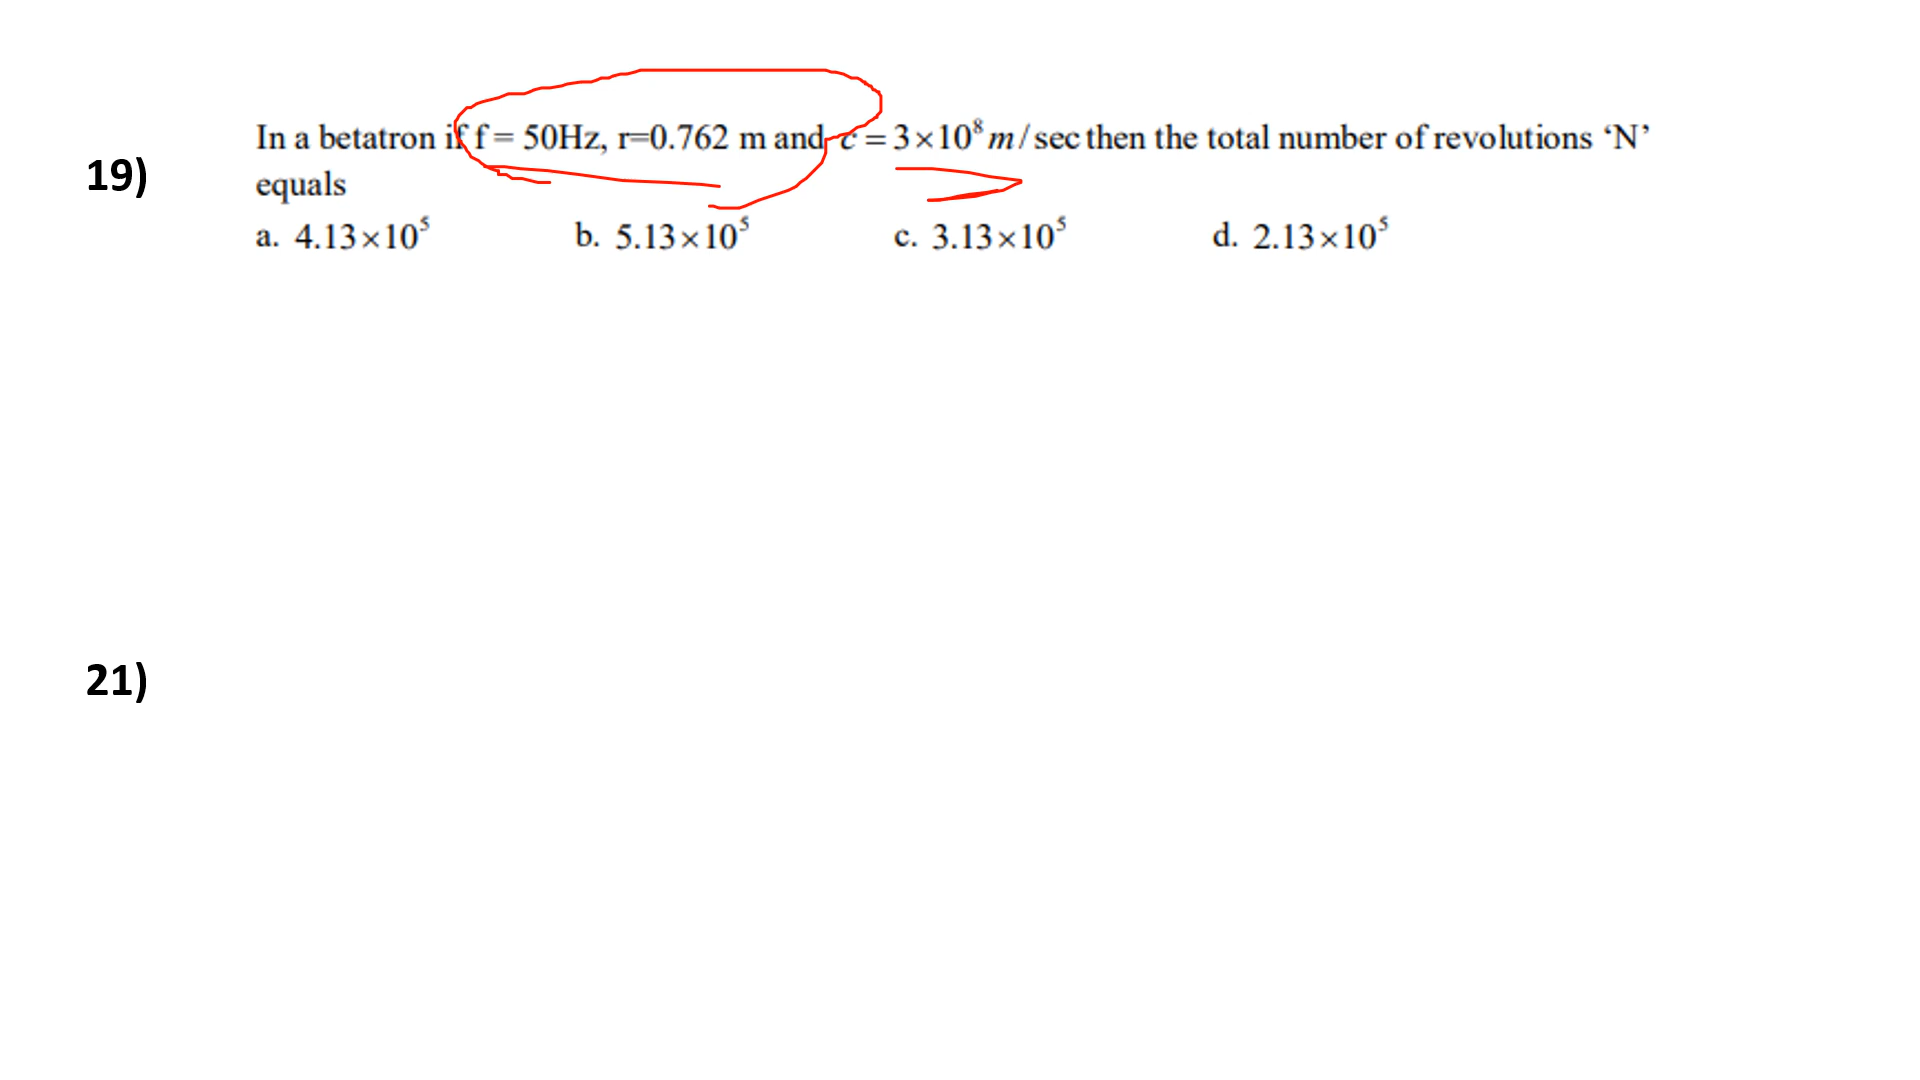 19)
In a betatron if f = 50Hz, r=0.762 m and c = 3×10⁸ m/sec then the total number of revolutions ‘N’
equals
a. 4.13×10⁵ b. 5.13×10⁵ c. 3.13×10⁵ d. 2.13×10⁵
21)